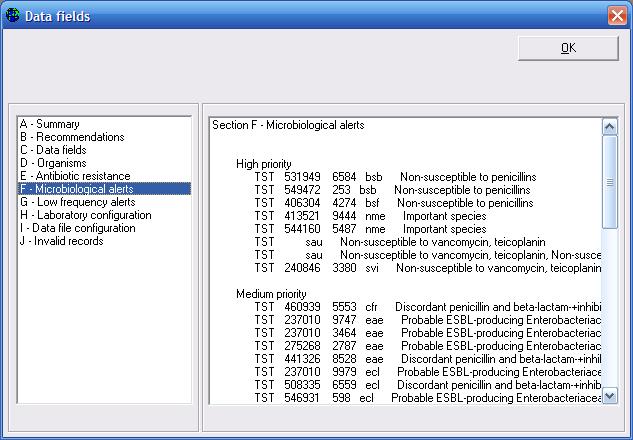 Data fields
OK
A - Summary
B - Recommendations
C - Data fields
D - Organisms
E - Antibiotic resistance
F - Microbiological alerts
G - Low frequency alerts
H - Laboratory configuration
I - Data file configuration
J - Invalid records
Section F - Microbiological alerts
High priority
TST 531949 6584 bsb Non-susceptible to penicillins
TST 549472 253 bsb Non-susceptible to penicillins
TST 406304 4274 bsf Non-susceptible to penicillins
TST 413521 9444 nme Important species
TST 544160 5487 nme Important species
TST sau Non-susceptible to vancomycin, teicoplanin
TST sau Non-susceptible to vancomycin, teicoplanin, Non-susce
TST 240846 3380 svi Non-susceptible to vancomycin, teicoplanin
Medium priority
TST 460939 5553 cfr Discordant penicillin and beta-lactam-+inhibi
TST 237010 9747 eae Probable ESBL-producing Enterobacteriace
TST 237010 3464 eae Probable ESBL-producing Enterobacteriace
TST 275268 2787 eae Probable ESBL-producing Enterobacteriace
TST 441326 8528 eae Discordant penicillin and beta-lactam-+inhi
TST 237010 9979 ecl Probable ESBL-producing Enterobacteriace
TST 508335 6559 ecl Discordant penicillin and beta-lactam-+inhib
TST 546931 598 ecl Probable ESBL-producing Enterobacteriacea